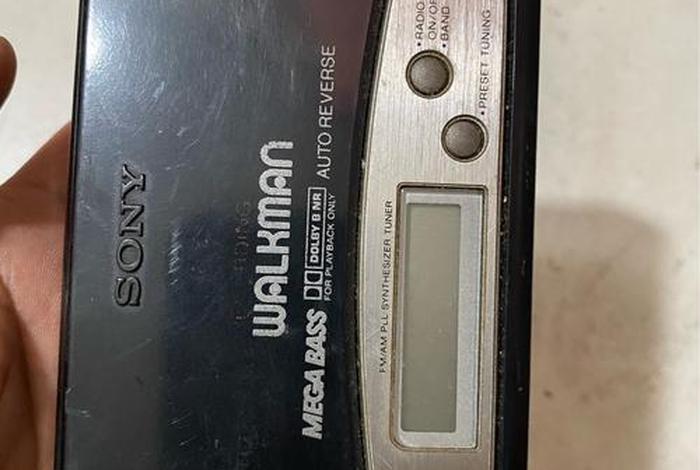 SONY
WALKMAN
MEGA BASS
DOLBY B NR
FOR PLAYBACK ONLY
AUTO REVERSE
FM/AM PLL SYNTHESIZER TUNER
• RADIO
ON/OFF
• BAND
• PRESET TUNING